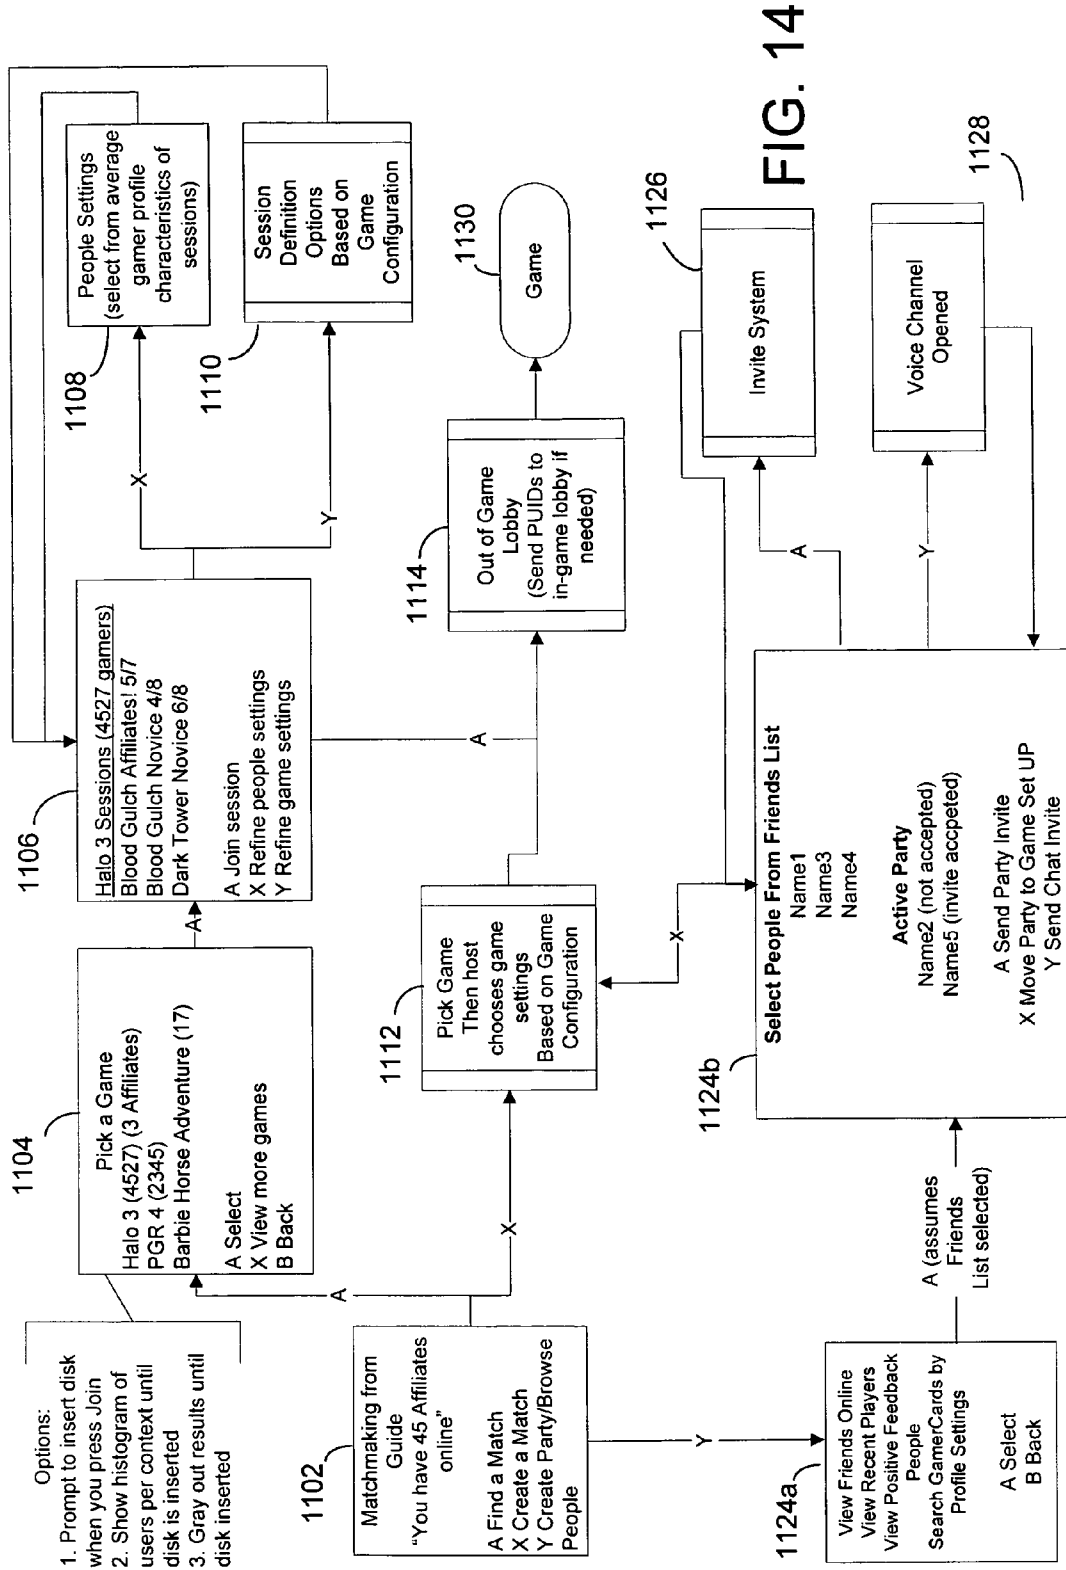 Options:
1. Prompt to insert disk
when you press Join
2. Show histogram of
users per context until
disk is inserted
3. Gray out results until
disk inserted
1104
Pick a Game
Halo 3 (4527) (3 Affiliates)
PGR 4 (2345)
Barbie Horse Adventure (17)
A Select
X View more games
B Back
A
1106
Halo 3 Sessions (4527 gamers)
Blood Gulch Affiliates! 5/7
Blood Gulch Novice 4/8
Dark Tower Novice 6/8
A Join session
X Refine people settings
Y Refine game settings
X
Y
1108
People Settings
(select from average
gamer profile
characteristics of
sessions)
1110
Session
Definition
Options
Based on
Game
Configuration
1102
Matchmaking from
Guide
"You have 45 Affiliates
online"
A Find a Match
X Create a Match
Y Create Party/Browse
People
A
X
1112
Pick Game
Then host
chooses game
settings
Based on Game
Configuration
A
1114
Out of Game
Lobby
(Send PUIDs to
in-game lobby if
needed)
1130
Game
Y
X
1124a
View Friends Online
View Recent Players
View Positive Feedback
People
Search GamerCards by
Profile Settings
A Select
B Back
A (assumes
Friends
List selected)
1124b
Select People From Friends List
Name1
Name3
Name4
Active Party
Name2 (not accepted)
Name5 (invite accpeted)
A Send Party Invite
X Move Party to Game Set UP
Y Send Chat Invite
A
Y
1126
Invite System
Voice Channel
Opened
1128
FIG. 14